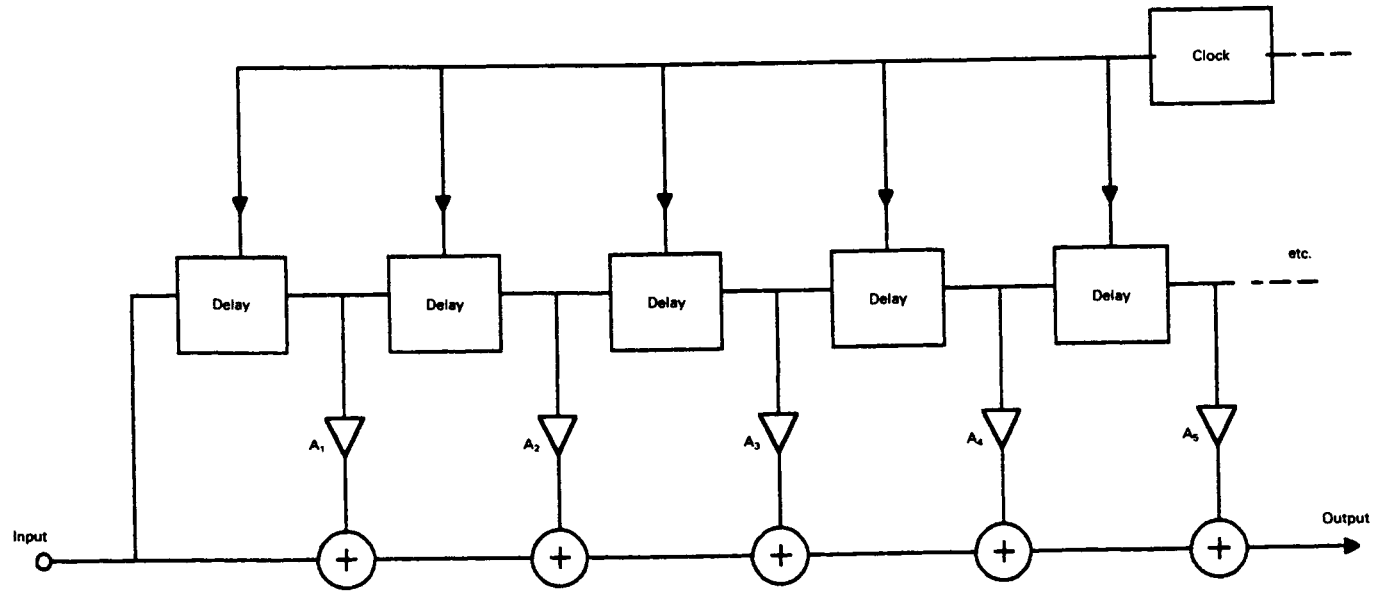 Clock
etc.
Delay
Delay
Delay
Delay
Delay
A₁
A₂
A₃
A₄
A₅
Input
+
+
+
+
+
Output